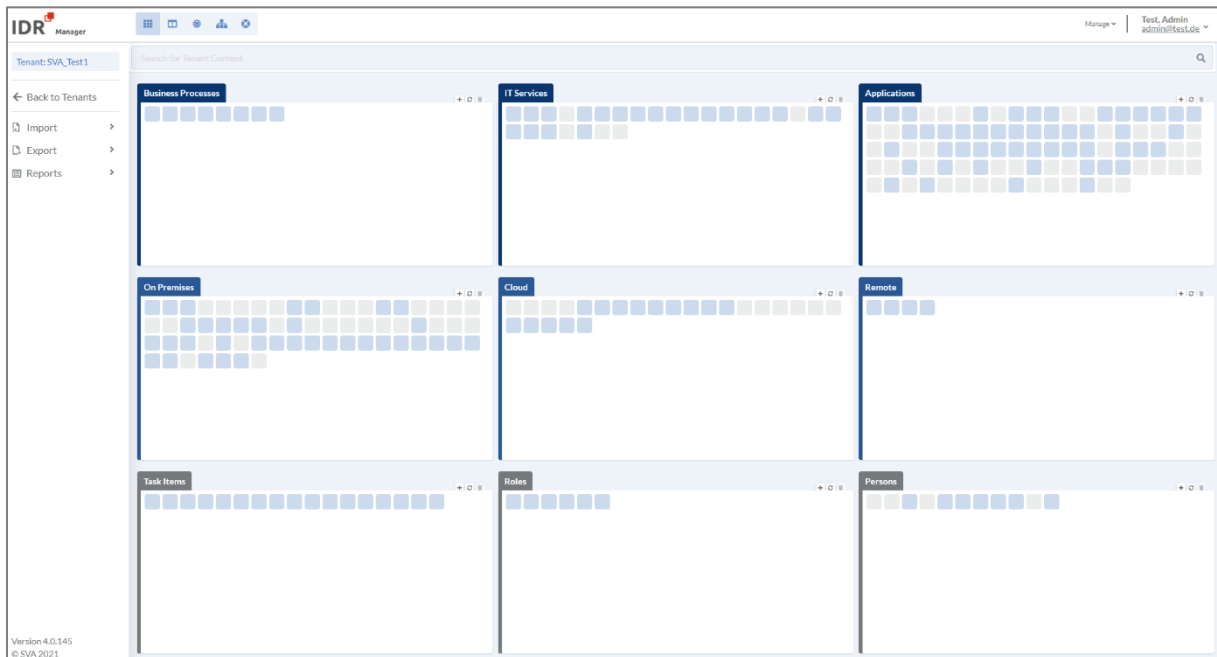 IDR Manager
Manage
Test, Admin
admin@test.de
Tenant: SVA_Test1
Search for Tenant Content
Back to Tenants
Import
Export
Reports
Business Processes
IT Services
Applications
On Premises
Cloud
Remote
Task Items
Roles
Persons
Version 4.0.145
© SVA 2021